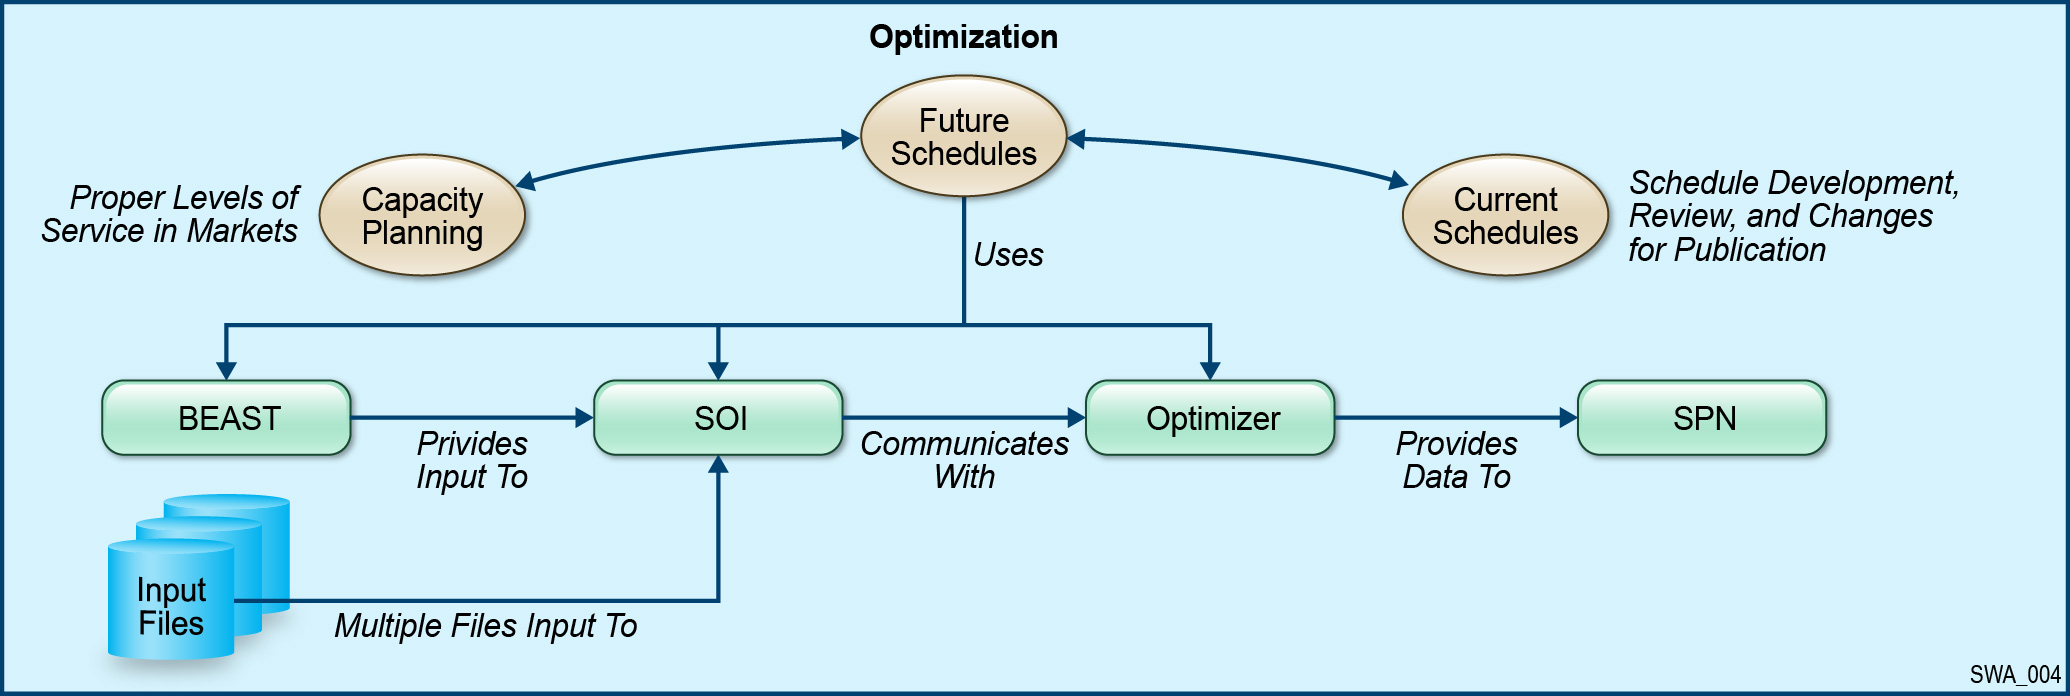 Optimization
Future
Schedules
Proper Levels of
Service in Markets
Capacity
Planning
Current
Schedules
Schedule Development,
Review, and Changes
for Publication
Uses
BEAST
Privides
Input To
SOI
Communicates
With
Optimizer
Provides
Data To
SPN
Input
Files
Multiple Files Input To
SWA_004